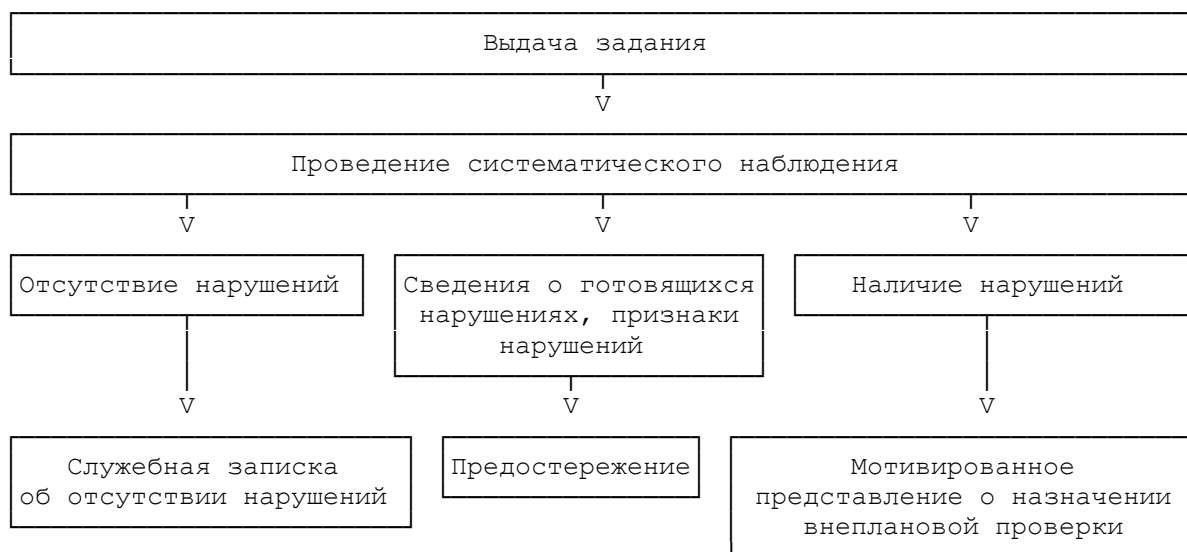 Выдача задания
V
Проведение систематического наблюдения
V V V
Отсутствие нарушений
Сведения о готовящихся
нарушениях, признаки
нарушений
Наличие нарушений
V V V
Служебная записка
об отсутствии нарушений
Предостережение
Мотивированное
представление о назначении
внеплановой проверки